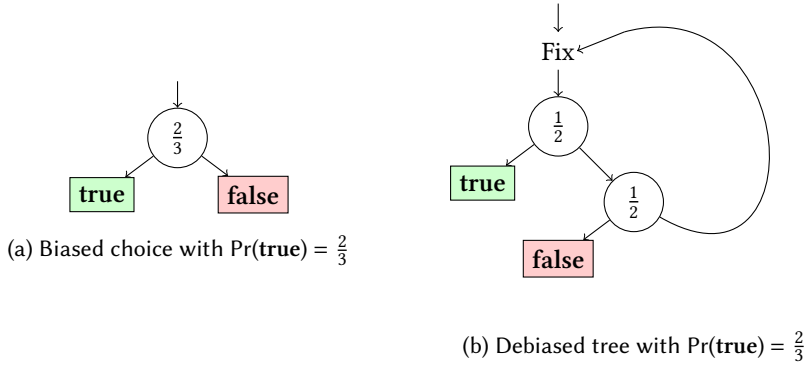 2/3
true
false
(a) Biased choice with Pr(true) = 2/3
Fix
1/2
true
1/2
false
(b) Debiased tree with Pr(true) = 2/3